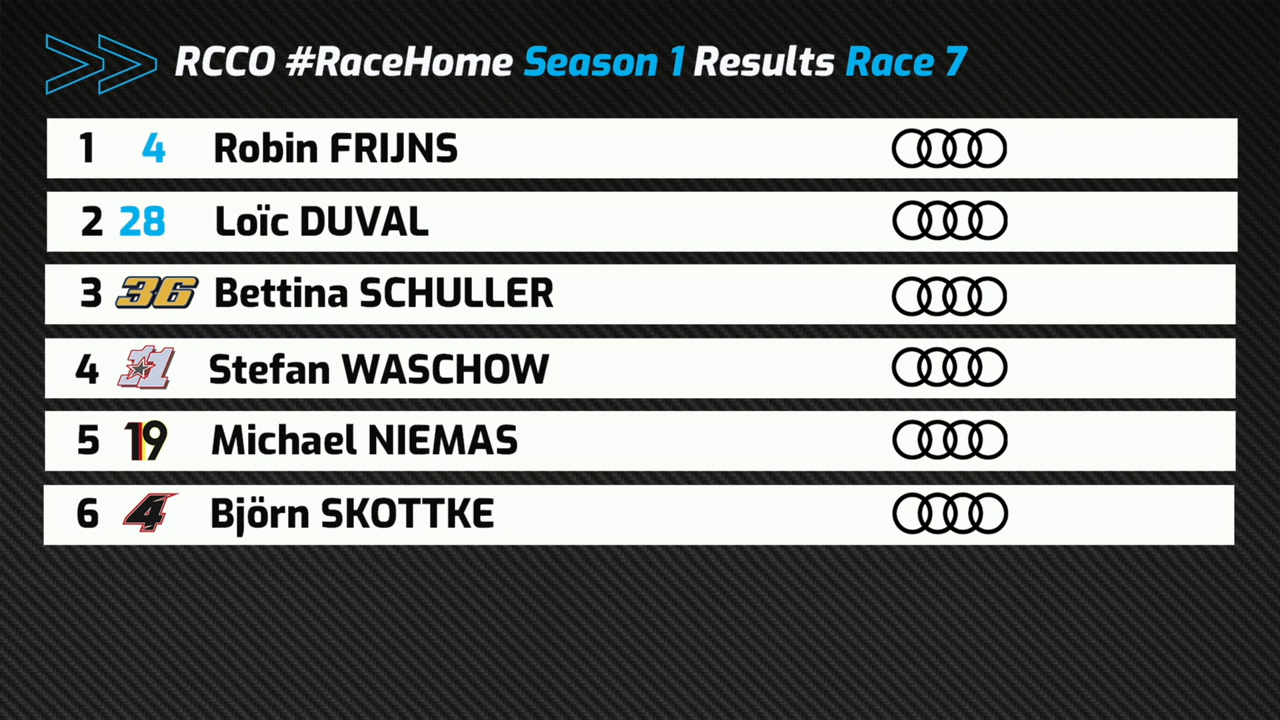 RCCO #RaceHome Season 1 Results Race 7
1 4 Robin FRIJNS
2 28 Loïc DUVAL
3 36 Bettina SCHULLER
4 11 Stefan WASCHOW
5 19 Michael NIEMAS
6 4 Björn SKOTTKE